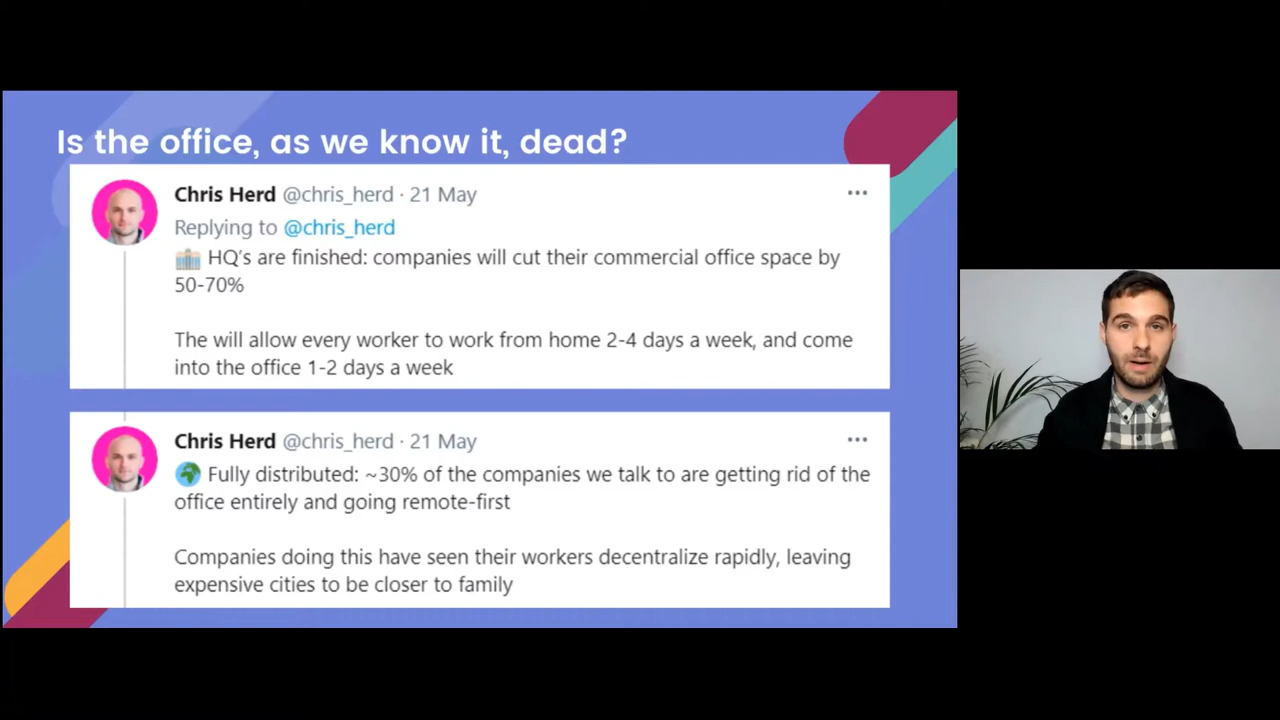 Is the office, as we know it, dead?
Chris Herd @chris_herd · 21 May
Replying to @chris_herd
HQ's are finished: companies will cut their commercial office space by
50-70%
The will allow every worker to work from home 2-4 days a week, and come
into the office 1-2 days a week
Chris Herd @chris_herd · 21 May
Fully distributed: ~30% of the companies we talk to are getting rid of the
office entirely and going remote-first
Companies doing this have seen their workers decentralize rapidly, leaving
expensive cities to be closer to family